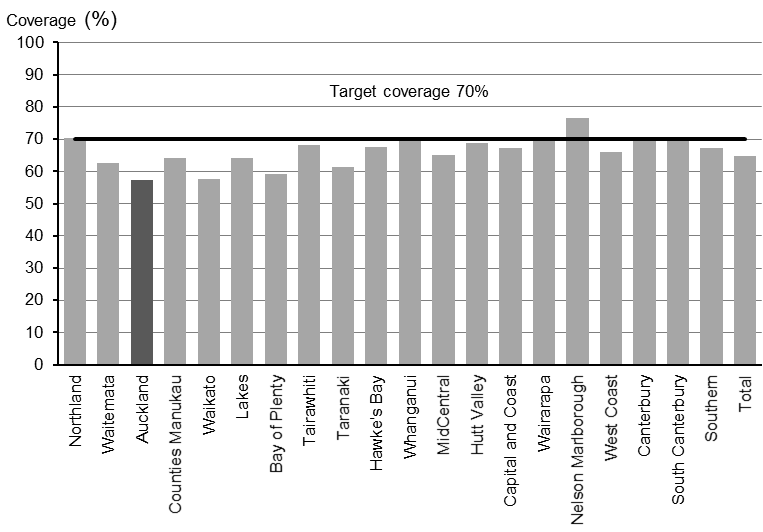 Coverage (%)
100
90
Target coverage 70%
80
70
60
50
40
30
20
10
0
Northland
Waitemata
Auckland
Counties Manukau
Waikato
Lakes
Bay of Plenty
Tairawhiti
Taranaki
Hawke's Bay
Whanganui
MidCentral
Hutt Valley
Capital and Coast
Wairarapa
Nelson Marlborough
West Coast
Canterbury
South Canterbury
Southern
Total